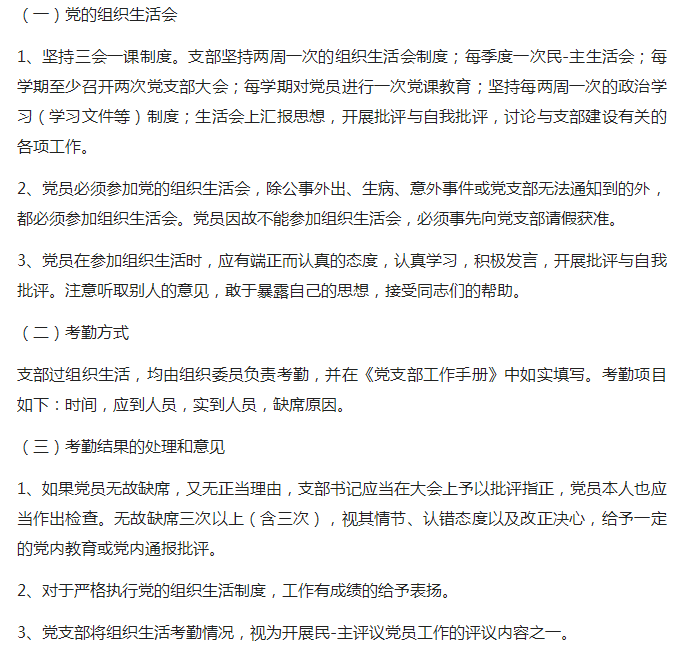 （一）党的组织生活会
1、坚持三会一课制度。支部坚持两周一次的组织生活会制度；每季度一次民-主生活会；每
学期至少召开两次党支部大会；每学期对党员进行一次党课教育；坚持每两周一次的政治学
习（学习文件等）制度；生活会上汇报思想，开展批评与自我批评，讨论与支部建设有关的
各项工作。
2、党员必须参加党的组织生活会，除公事外出、生病、意外事件或党支部无法通知到的外，
都必须参加组织生活会。党员因故不能参加组织生活会，必须事先向党支部请假获准。
3、党员在参加组织生活时，应有端正而认真的态度，认真学习，积极发言，开展批评与自我
批评。注意听取别人的意见，敢于暴露自己的思想，接受同志们的帮助。
（二）考勤方式
支部过组织生活，均由组织委员负责考勤，并在《党支部工作手册》中如实填写。考勤项目
如下：时间，应到人员，实到人员，缺席原因。
（三）考勤结果的处理和意见
1、如果党员无故缺席，又无正当理由，支部书记应当在大会上予以批评指正，党员本人也应
当作出检查。无故缺席三次以上（含三次），视其情节、认错态度以及改正决心，给予一定
的党内教育或党内通报批评。
2、对于严格执行党的组织生活制度，工作有成绩的给予表扬。
3、党支部将组织生活考勤情况，视为开展民-主评议党员工作的评议内容之一。